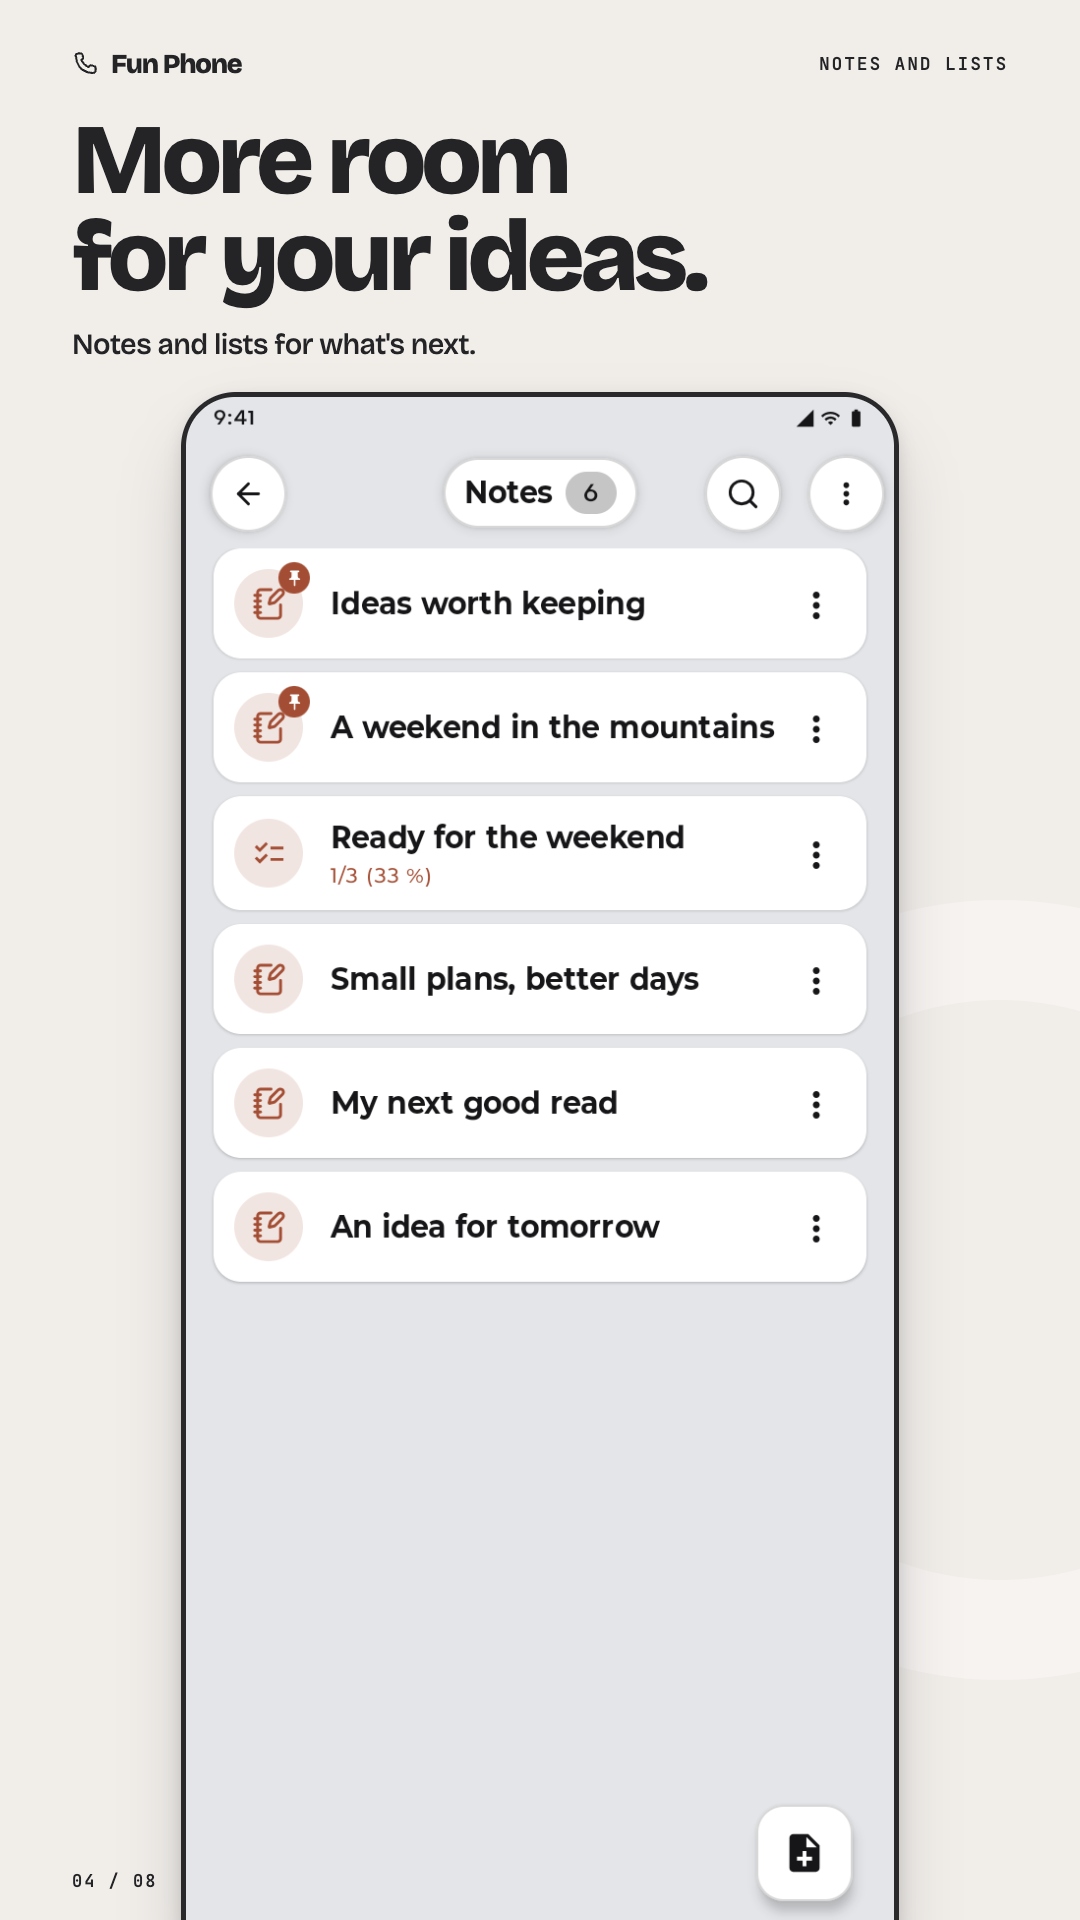 Fun Phone
NOTES AND LISTS
More room
for your ideas.
Notes and lists for what's next.
9:41
Notes 6
Ideas worth keeping
A weekend in the mountains
Ready for the weekend
1/3 (33 %)
Small plans, better days
My next good read
An idea for tomorrow
04 / 08